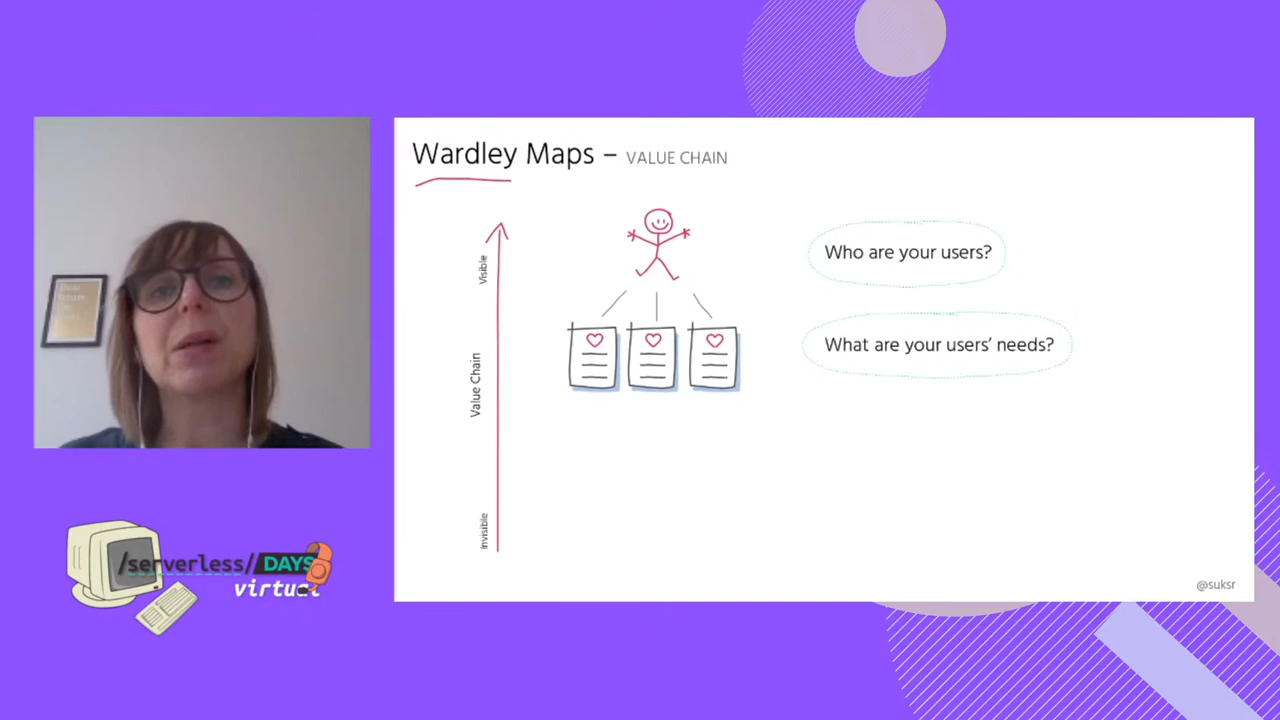 Wardley Maps – VALUE CHAIN
Visible
Value Chain
Invisible
Who are your users?
What are your users' needs?
@suksr
/serverless/DAYS
virtual